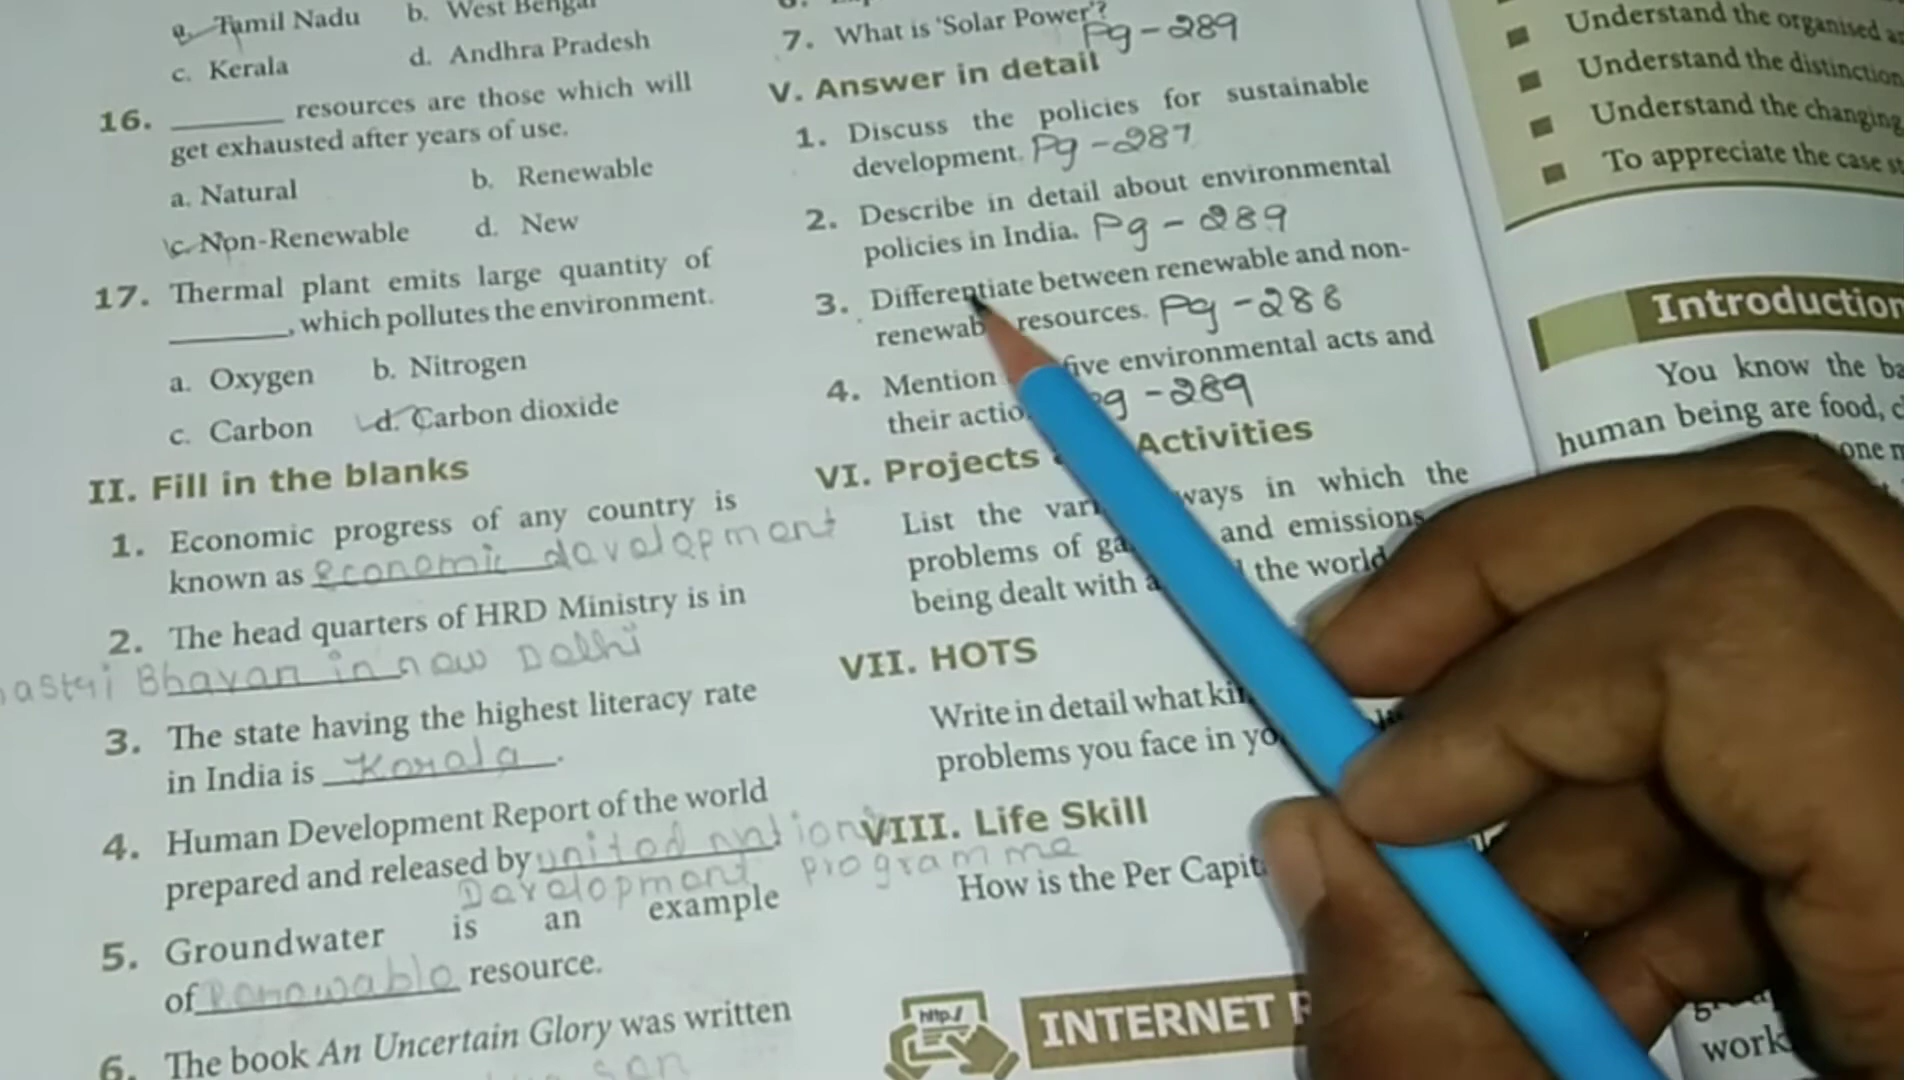 a. Tamil Nadu b. West Bengal
c. Kerala d. Andhra Pradesh
16. ______ resources are those which will
get exhausted after years of use.
a. Natural b. Renewable
c. Non-Renewable d. New
17. Thermal plant emits large quantity of
______, which pollutes the environment.
a. Oxygen b. Nitrogen
c. Carbon d. Carbon dioxide
II. Fill in the blanks
1. Economic progress of any country is
known as economic development
2. The head quarters of HRD Ministry is in
Bhavan in new Delhi
3. The state having the highest literacy rate
in India is Kerala.
4. Human Development Report of the world
prepared and released by united nation
Development programme
5. Groundwater is an example
of Renewable resource.
6. The book An Uncertain Glory was written
7. What is 'Solar Power'? Pg-289
V. Answer in detail
1. Discuss the policies for sustainable
development. Pg-287
2. Describe in detail about environmental
policies in India. Pg-289
3. Differentiate between renewable and non-
resources. Pg-288
4. Mention five environmental acts and
their Pg-289
VI. Projects Activities
List the ways in which the
problems of and emissions
being dealt with the world
VII. HOTS
Write in detail what
problems you face in
VIII. Life Skill
How is the Per
http://
INTERNET
Understand the organised
Understand the distinction
Understand the changing
To appreciate the case
Introduction
You know the
human being are food,
one
work